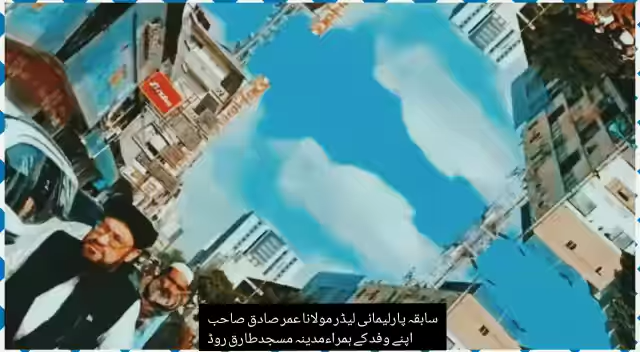 سابقہ پارلیمانی لیڈر مولانا عمر صادق صاحب
اپنے وفد کے ہمراہ مدینہ مسجد طارق روڈ